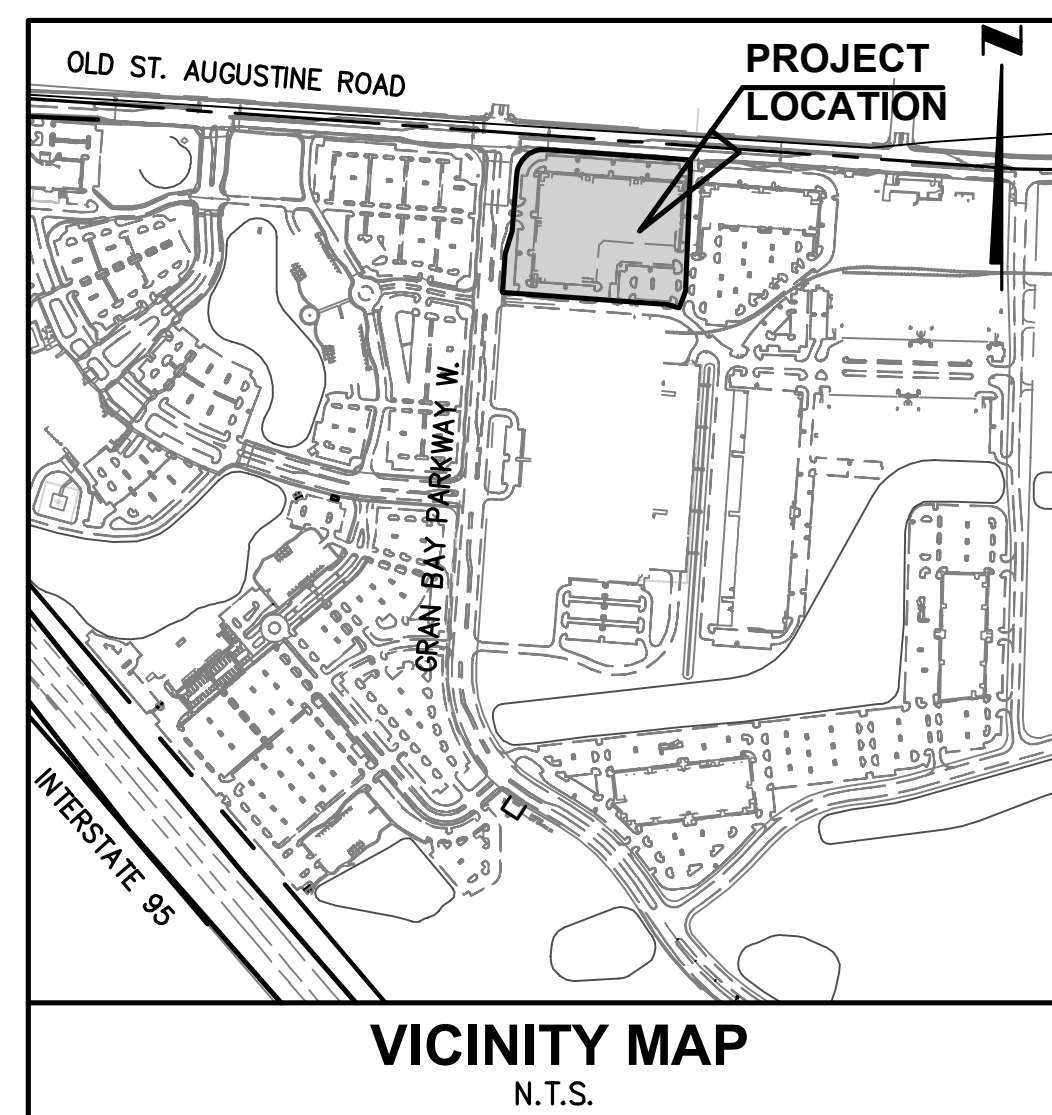 OLD ST. AUGUSTINE ROAD
PROJECT
LOCATION
N
GRAN BAY PARKWAY W.
INTERSTATE 95
VICINITY MAP
N.T.S.